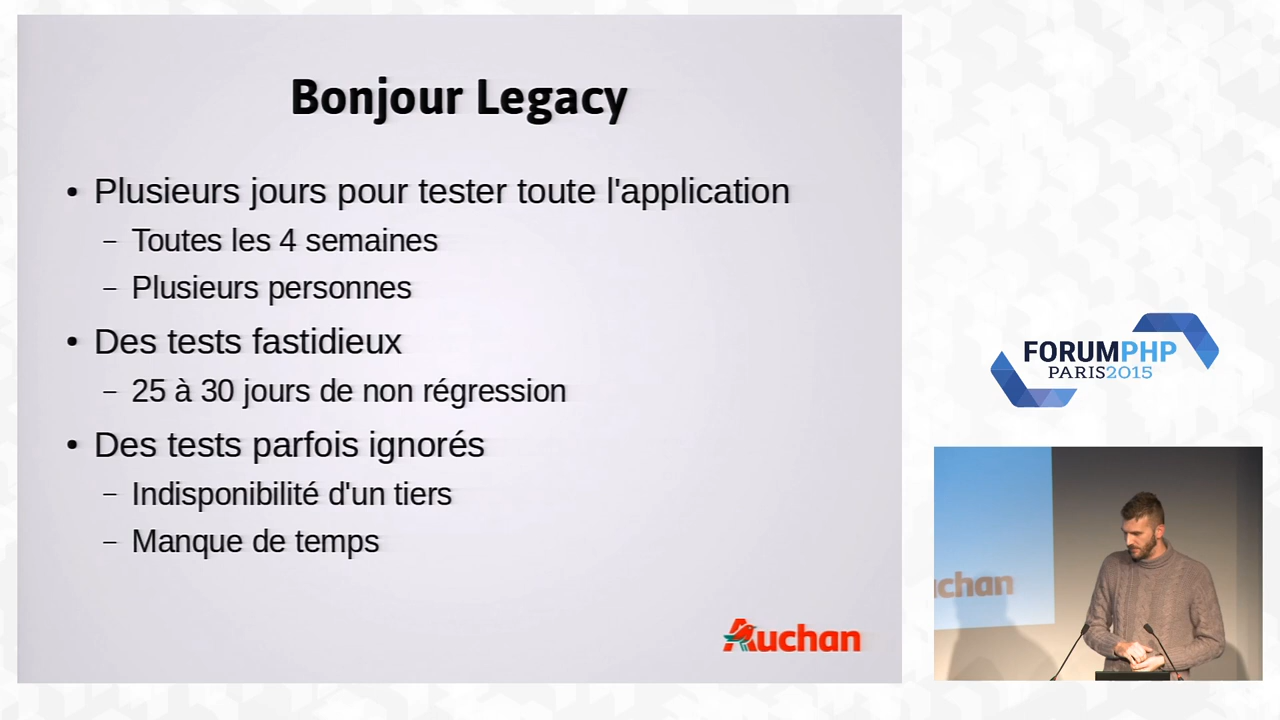 Bonjour Legacy
• Plusieurs jours pour tester toute l'application
– Toutes les 4 semaines
– Plusieurs personnes
• Des tests fastidieux
– 25 à 30 jours de non régression
• Des tests parfois ignorés
– Indisponibilité d'un tiers
– Manque de temps
Auchan
FORUMPHP
PARIS2015
uchan